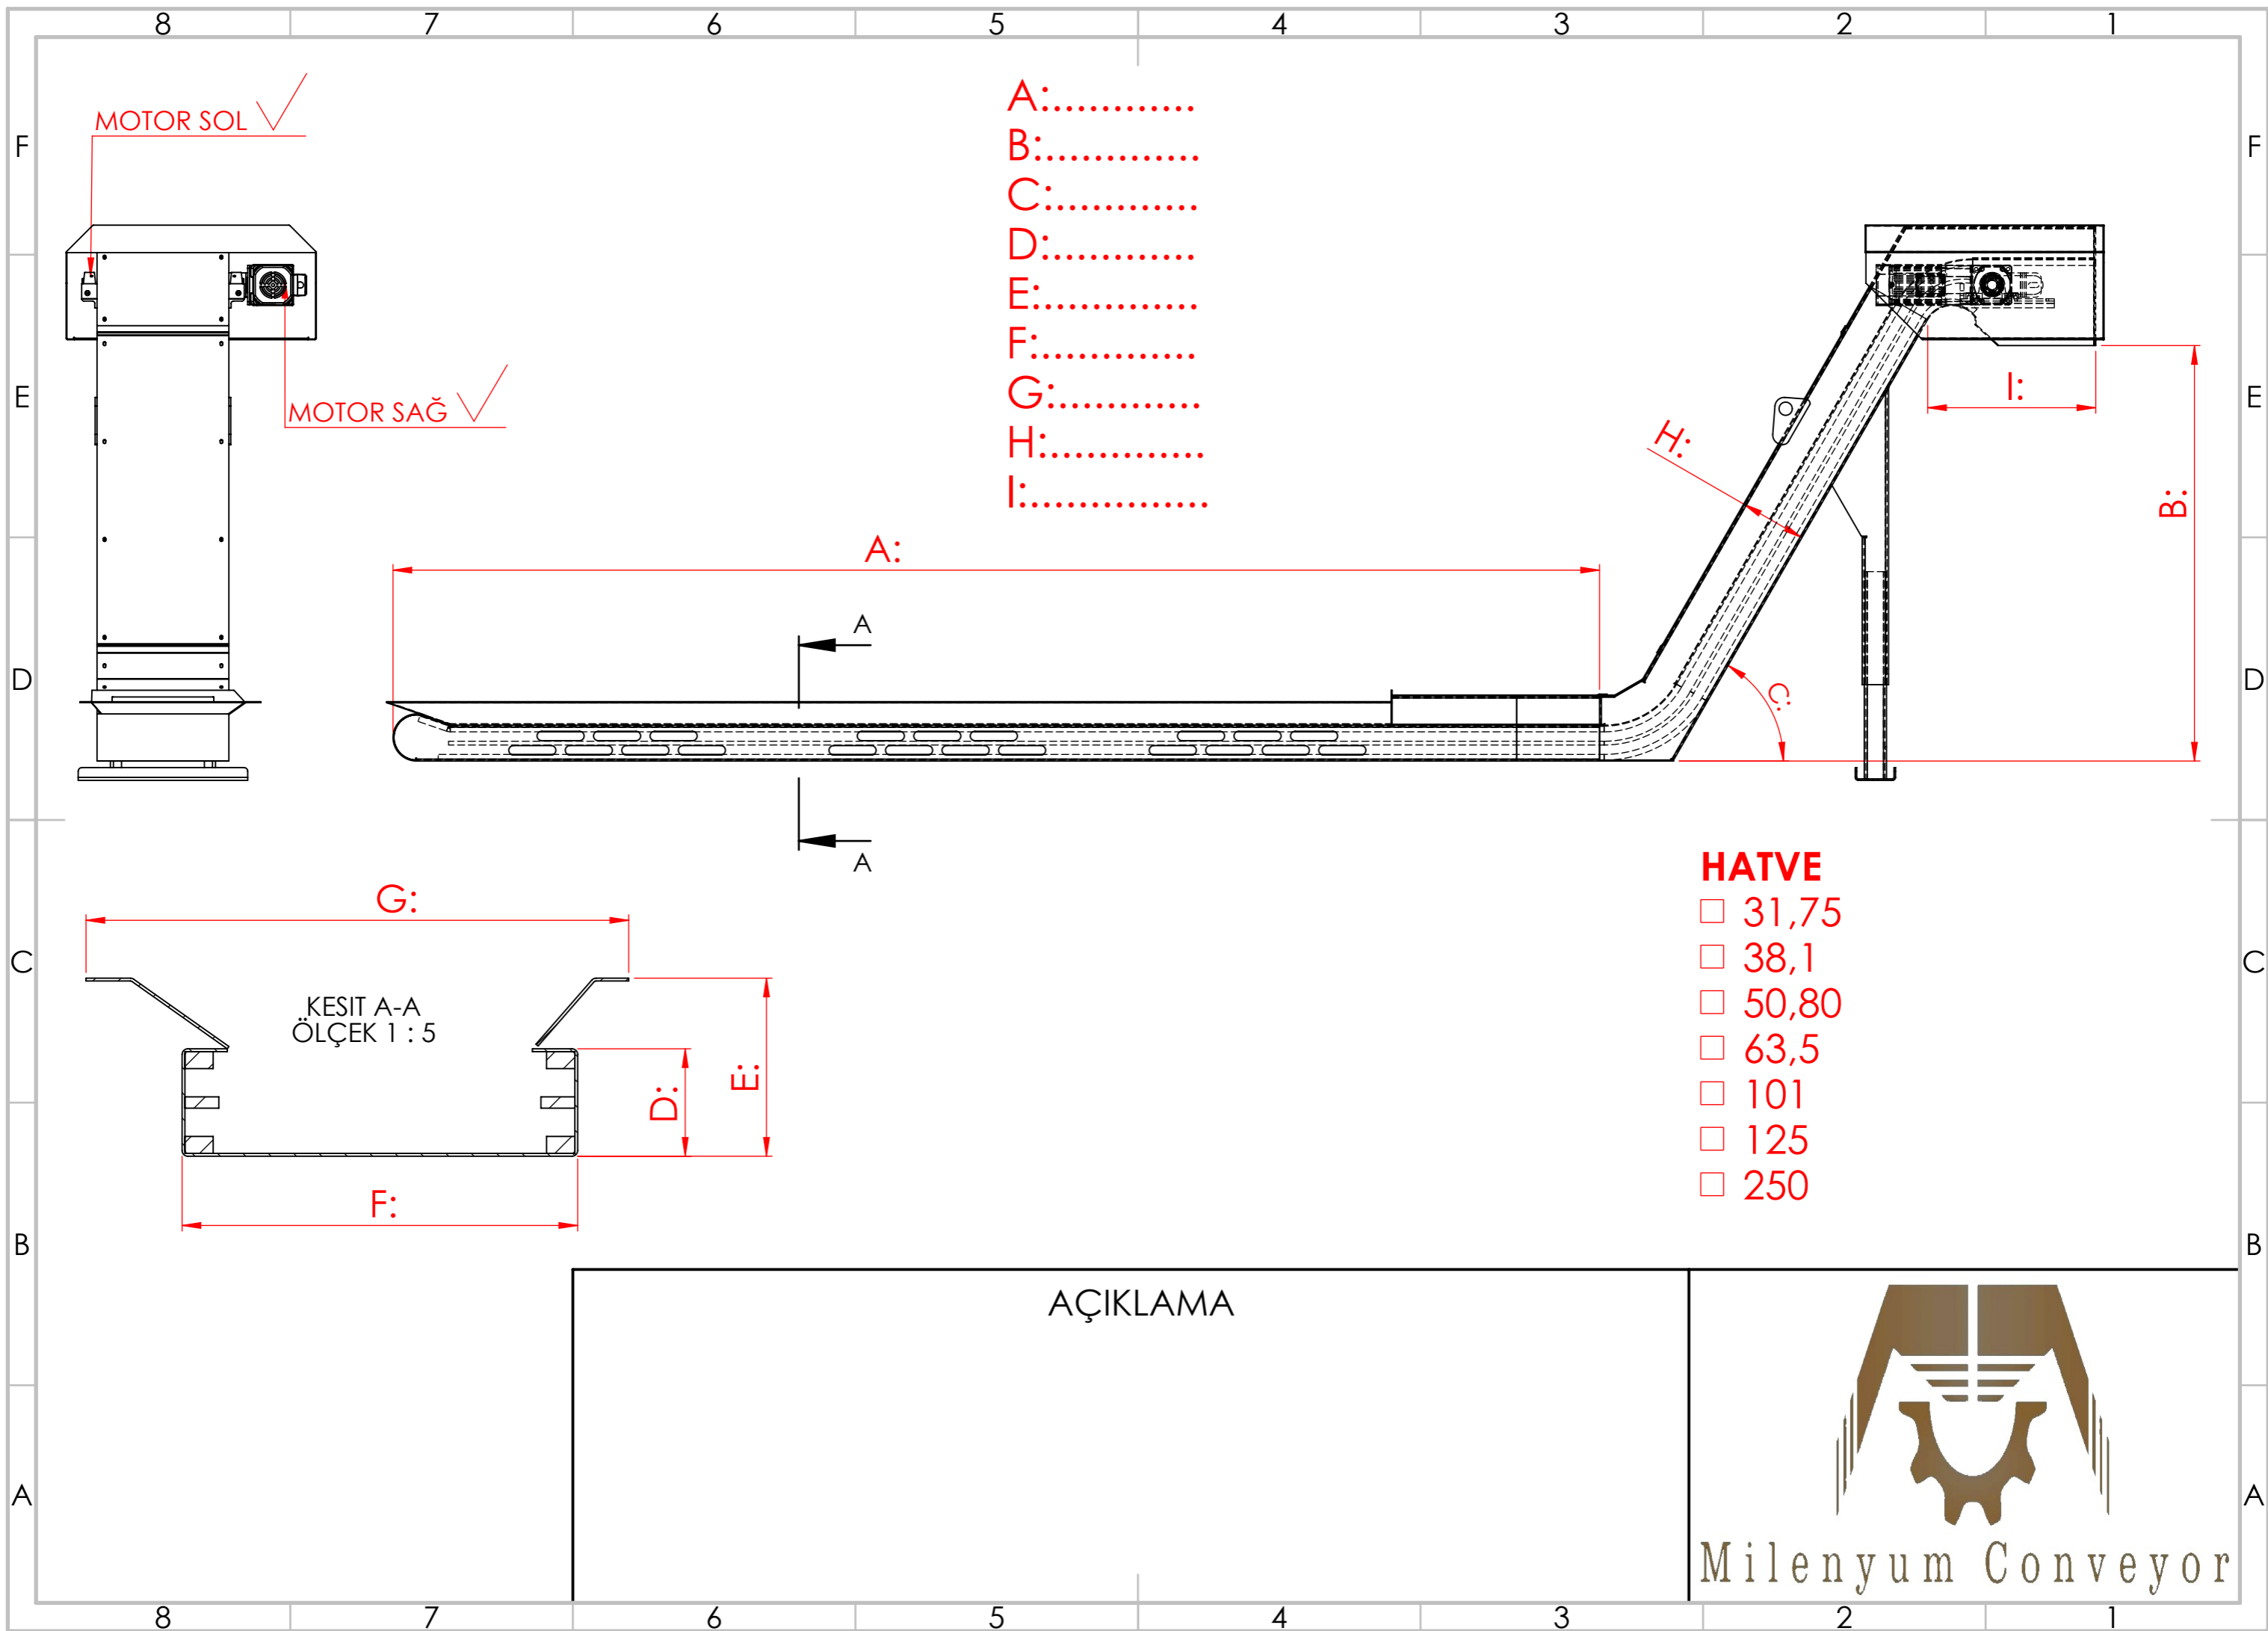 8 7 6 5 4 3 2 1
F
E
D
C
B
A
F
E
D
C
B
A
MOTOR SOL
MOTOR SAĞ
A:.............
B:.............
C:............
D:............
E:.............
F:.............
G:............
H:.............
I:...............
A:
A
A
H:
I:
B:
C:
G:
KESIT A-A
ÖLÇEK 1 : 5
D:
E:
F:
HATVE
□ 31,75
□ 38,1
□ 50,80
□ 63,5
□ 101
□ 125
□ 250
AÇIKLAMA
Milenyum Conveyor
8 7 6 5 4 3 2 1